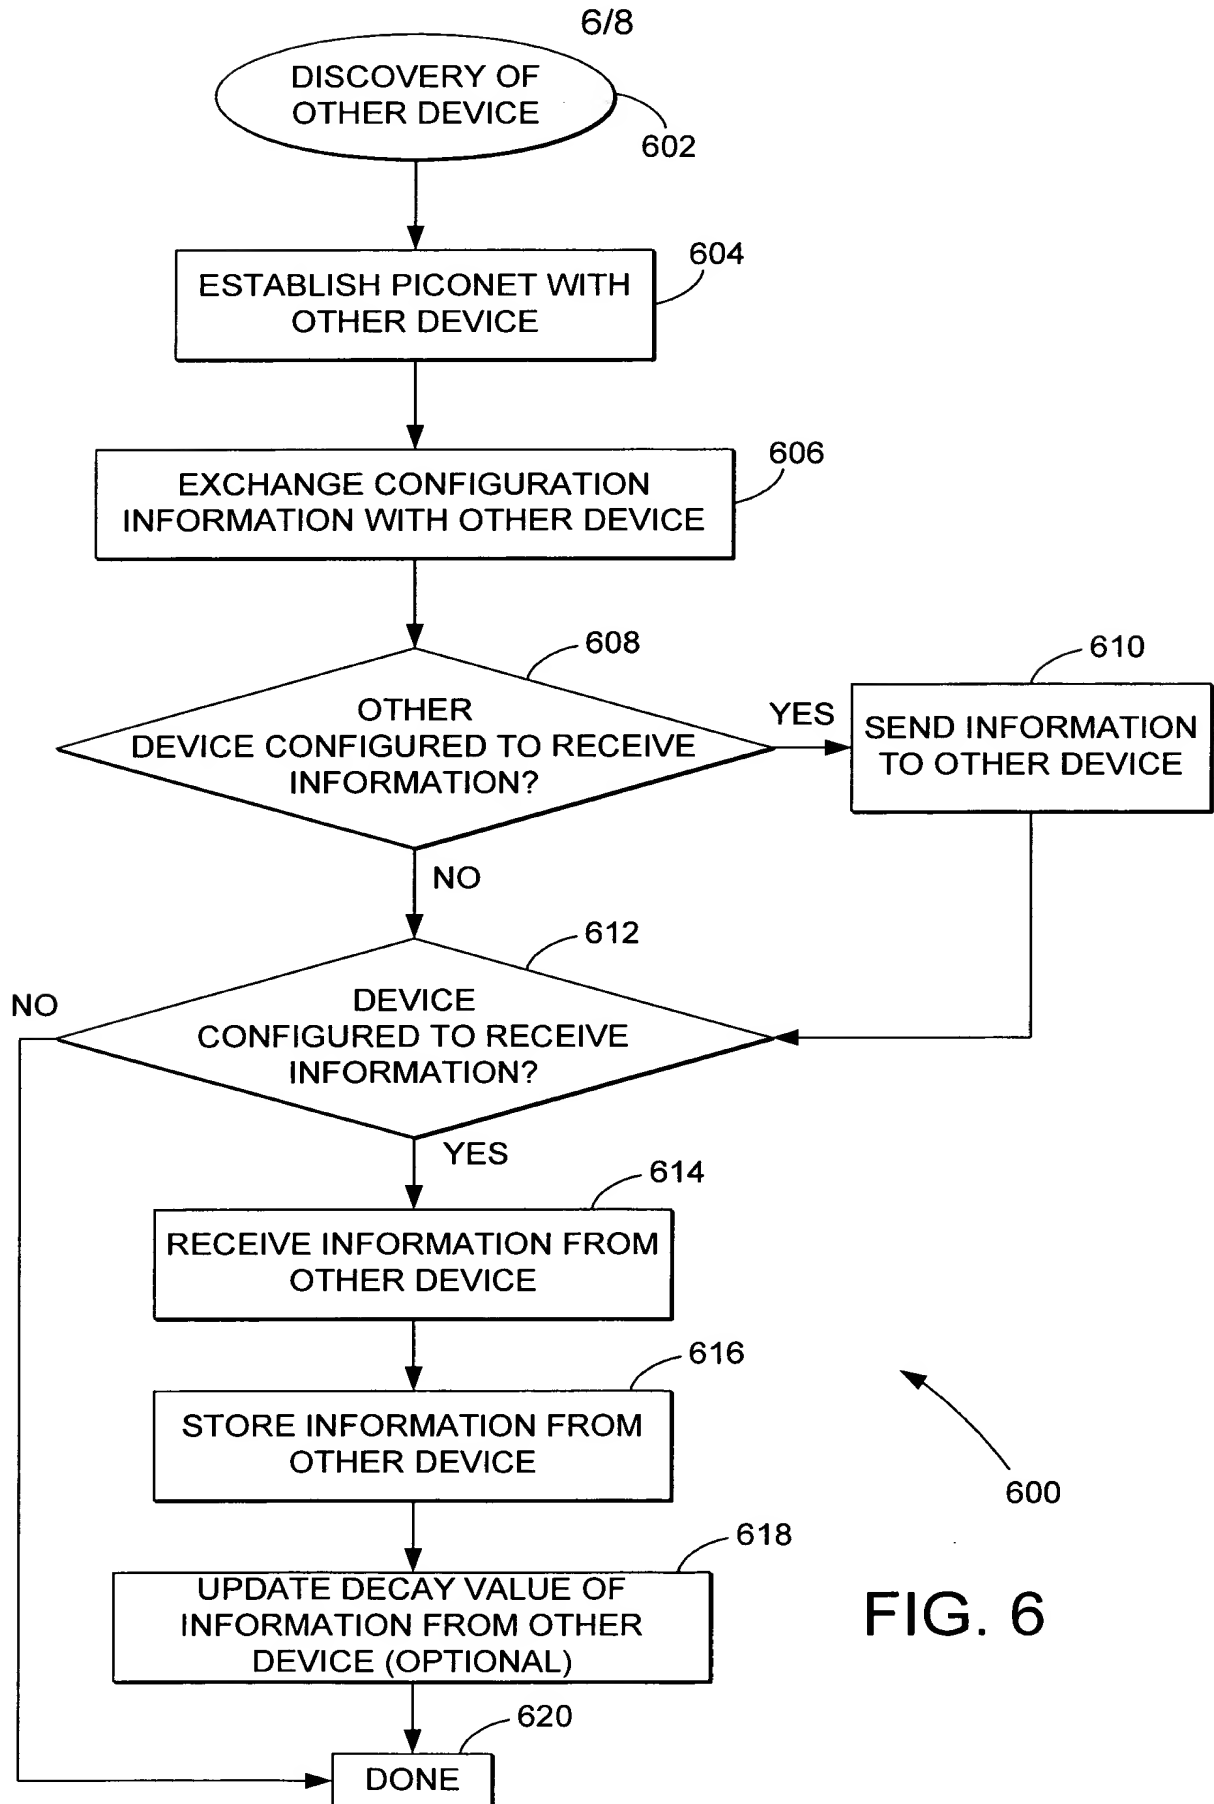 6/8
DISCOVERY OF
OTHER DEVICE
602
604
ESTABLISH PICONET WITH
OTHER DEVICE
606
EXCHANGE CONFIGURATION
INFORMATION WITH OTHER DEVICE
608
OTHER
DEVICE CONFIGURED TO RECEIVE
INFORMATION?
YES
610
SEND INFORMATION
TO OTHER DEVICE
NO
612
DEVICE
CONFIGURED TO RECEIVE
INFORMATION?
NO
YES
614
RECEIVE INFORMATION FROM
OTHER DEVICE
616
STORE INFORMATION FROM
OTHER DEVICE
600
618
UPDATE DECAY VALUE OF
INFORMATION FROM OTHER
DEVICE (OPTIONAL)
FIG. 6
620
DONE